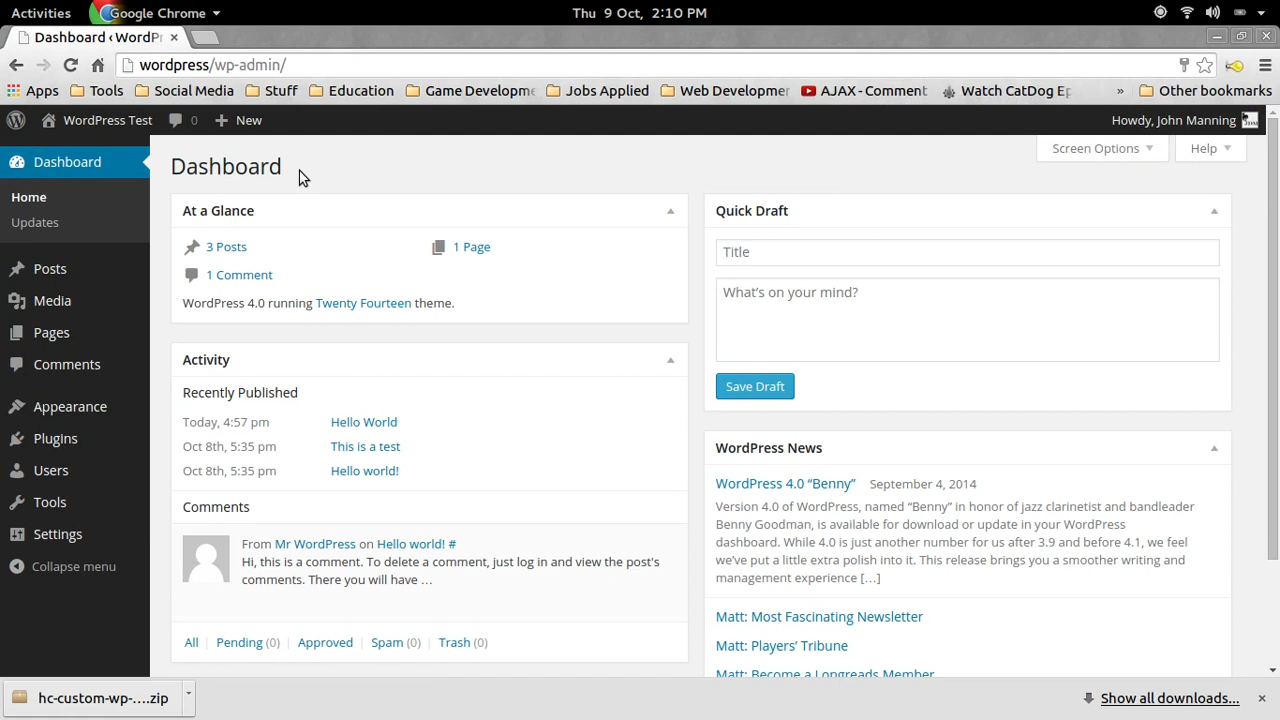 Activities Google Chrome Thu 9 Oct, 2:10 PM
Dashboard ‹ WordPr
wordpress/wp-admin/
Apps Tools Social Media Stuff Education Game Developme Jobs Applied Web Developmer AJAX - Comment Watch CatDog Ep » Other bookmarks
WordPress Test 0 + New Howdy, John Manning
Dashboard
Home
Updates
Posts
Media
Pages
Comments
Appearance
Plugins
Users
Tools
Settings
Collapse menu
Screen Options Help
Dashboard
At a Glance
3 Posts 1 Page
1 Comment
WordPress 4.0 running Twenty Fourteen theme.
Activity
Recently Published
Today, 4:57 pm Hello World
Oct 8th, 5:35 pm This is a test
Oct 8th, 5:35 pm Hello world!
Comments
From Mr WordPress on Hello world! #
Hi, this is a comment. To delete a comment, just log in and view the post's
comments. There you will have …
All | Pending (0) | Approved | Spam (0) | Trash (0)
Quick Draft
Title
What's on your mind?
Save Draft
WordPress News
WordPress 4.0 “Benny” September 4, 2014
Version 4.0 of WordPress, named “Benny” in honor of jazz clarinetist and bandleader
Benny Goodman, is available for download or update in your WordPress
dashboard. While 4.0 is just another number for us after 3.9 and before 4.1, we feel
we've put a little extra polish into it. This release brings you a smoother writing and
management experience […]
Matt: Most Fascinating Newsletter
Matt: Players' Tribune
Matt: Become a Longreads Member
hc-custom-wp-....zip Show all downloads...